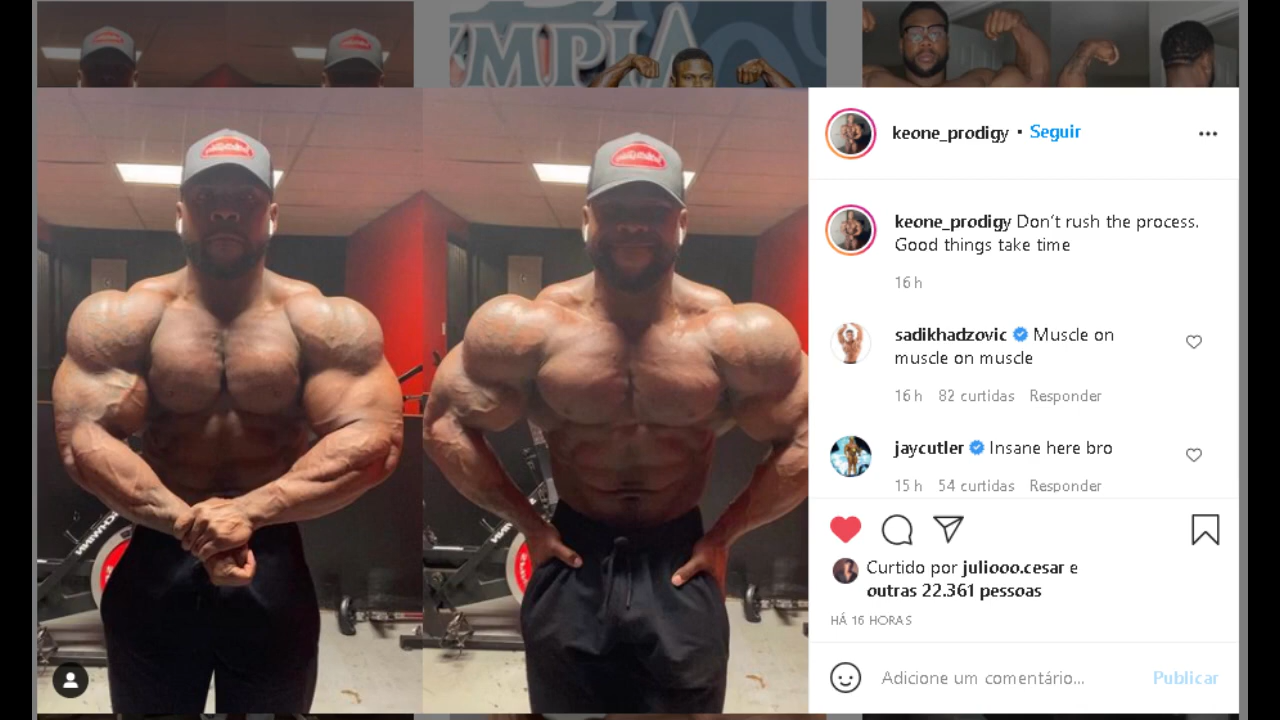 MPIA
keone_prodigy • Seguir
keone_prodigy Don't rush the process.
Good things take time
16 h
sadikhadzovic Muscle on
muscle on muscle
16 h 82 curtidas Responder
jaycutler Insane here bro
15 h 54 curtidas Responder
Curtido por juliooo.cesar e
outras 22.361 pessoas
HÁ 16 HORAS
Adicione um comentário... Publicar